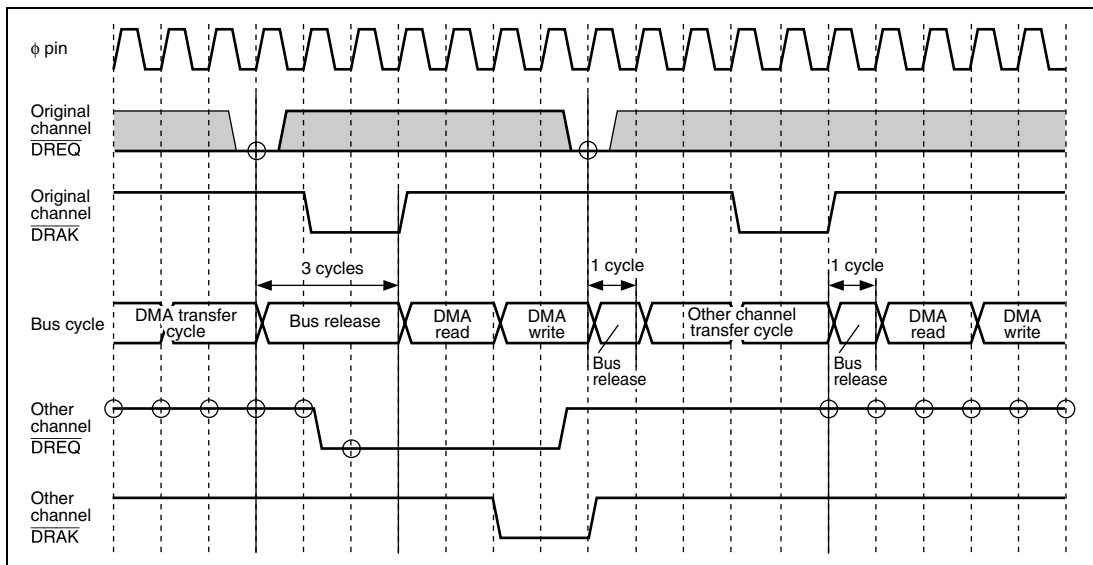 ϕ pin
Original
channel
DREQ
Original
channel
DRAK
3 cycles
1 cycle
1 cycle
Bus cycle
DMA transfer
cycle
Bus release
DMA
read
DMA
write
Bus
release
Other channel
transfer cycle
Bus
release
DMA
read
DMA
write
Other
channel
DREQ
Other
channel
DRAK